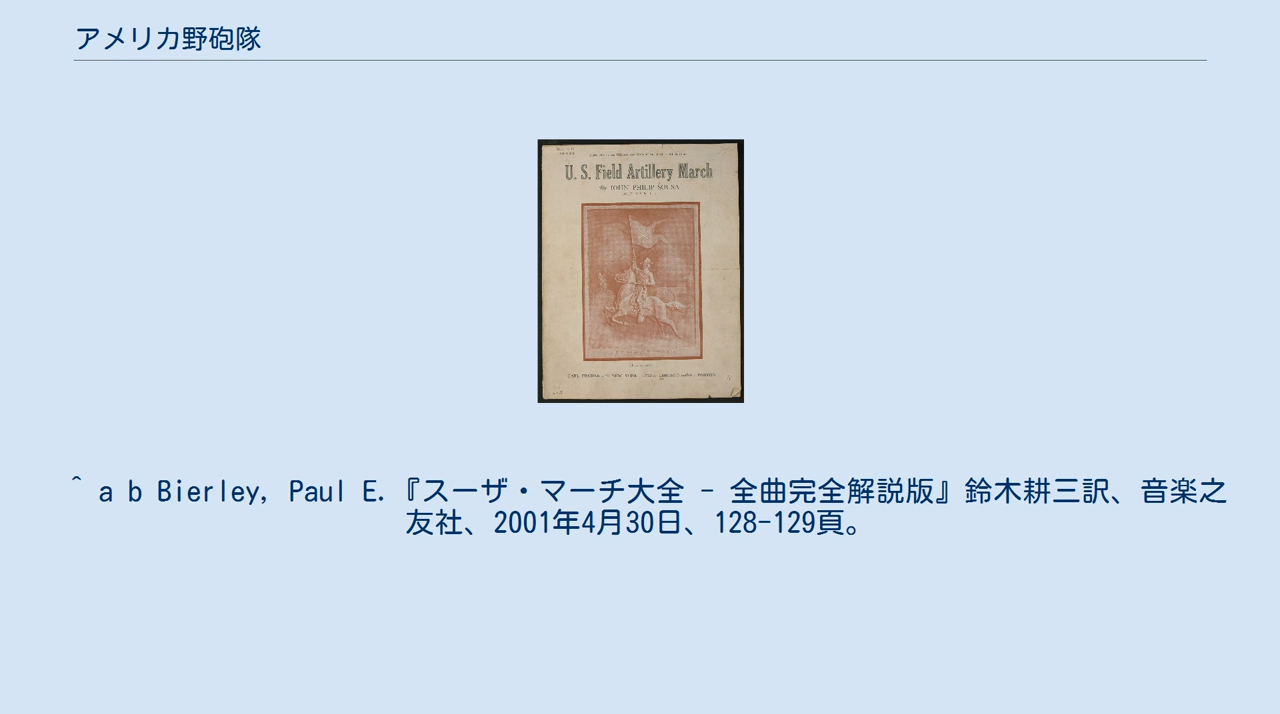 アメリカ野砲隊
U. S. Field Artillery March
By JOHN PHILIP SOUSA
^ a b Bierley, Paul E. 『スーザ・マーチ大全 - 全曲完全解説版』鈴木耕三訳、音楽之
友社、2001年4月30日、128-129頁。